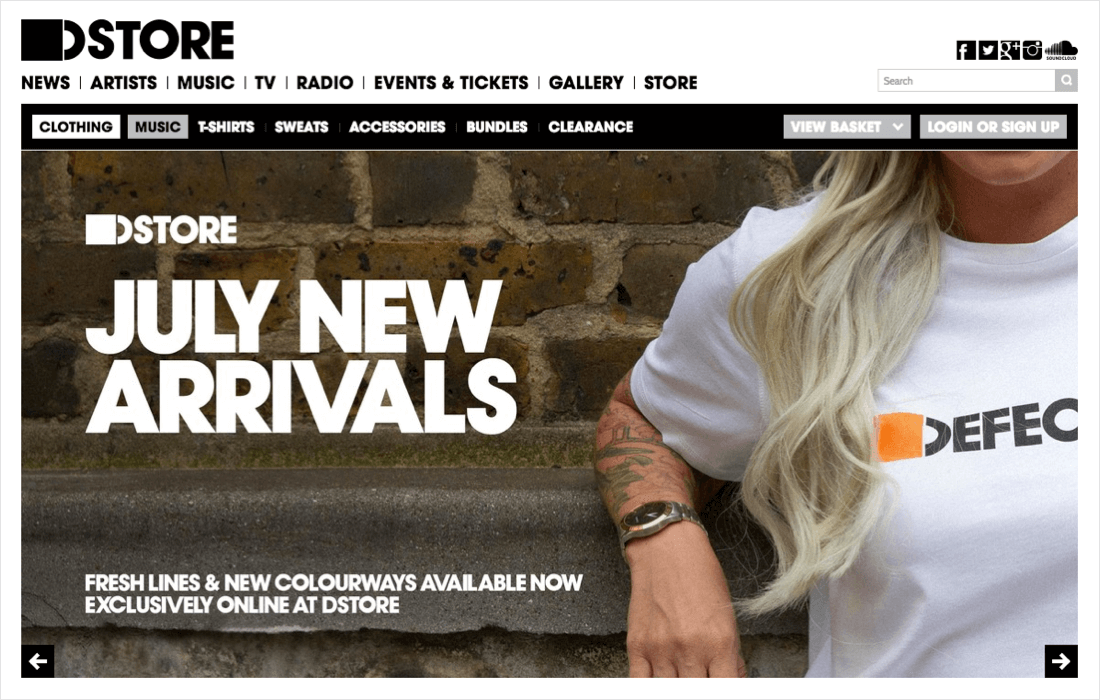 DSTORE
SOUNDCLOUD
NEWS ARTISTS MUSIC TV RADIO EVENTS & TICKETS GALLERY STORE
Search
CLOTHING MUSIC T-SHIRTS SWEATS ACCESSORIES BUNDLES CLEARANCE VIEW BASKET LOGIN OR SIGN UP
DSTORE
JULY NEW
ARRIVALS
DEFEC
FRESH LINES & NEW COLOURWAYS AVAILABLE NOW
EXCLUSIVELY ONLINE AT DSTORE